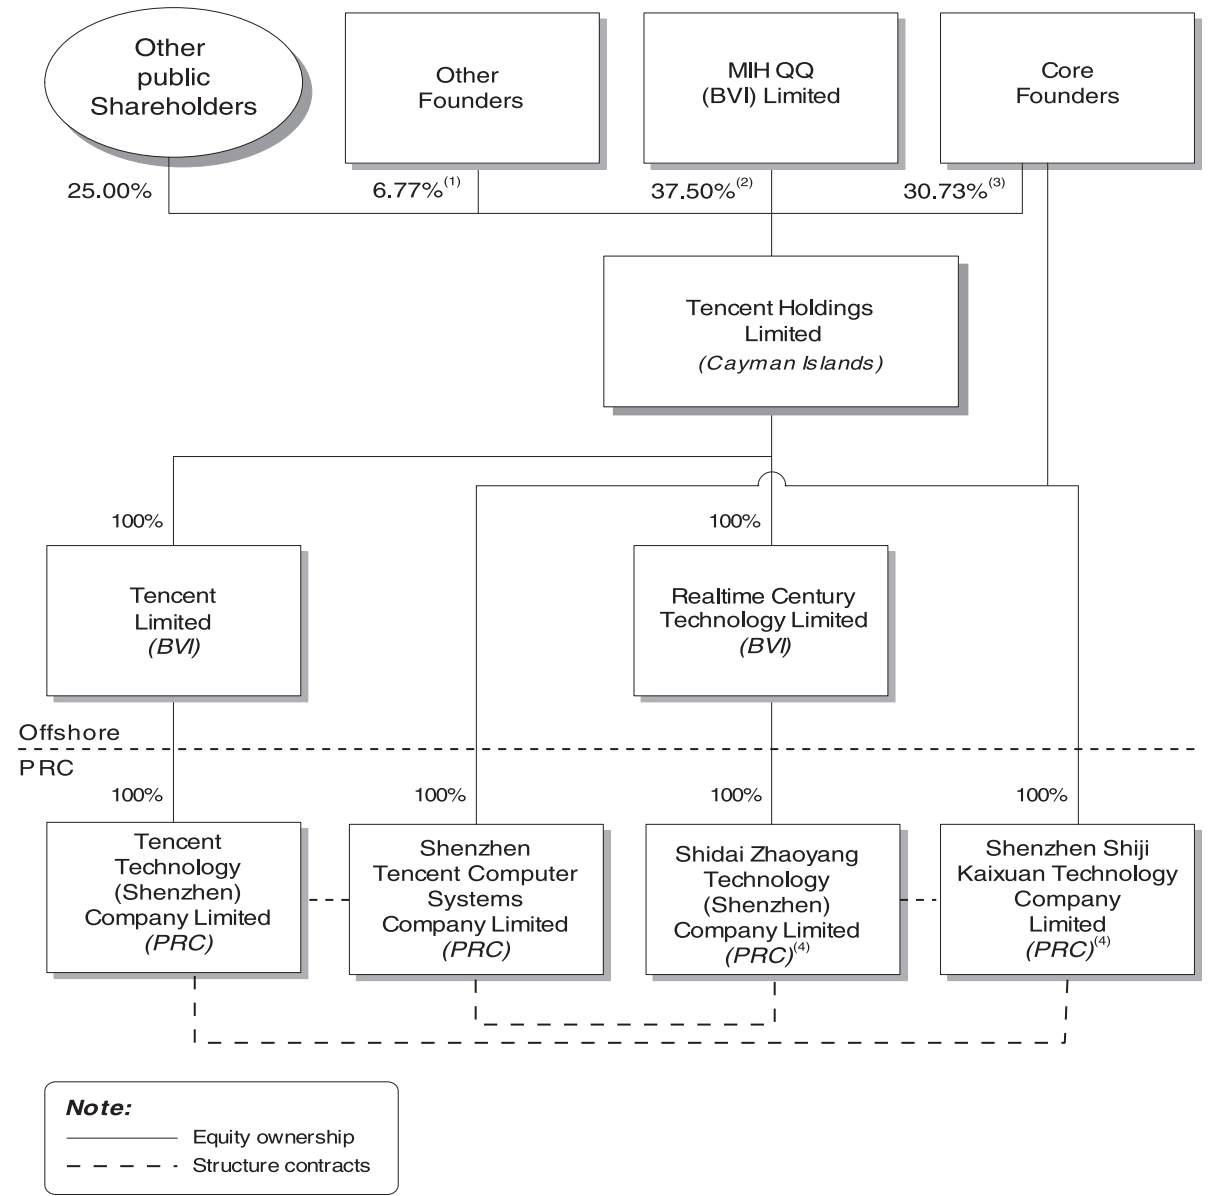 Other
public
Shareholders
Other
Founders
MIH QQ
(BVI) Limited
Core
Founders
25.00%
6.77%(1)
37.50%(2)
30.73%(3)
Tencent Holdings
Limited
(Cayman Islands)
100%
100%
Tencent
Limited
(BVI)
Realtime Century
Technology Limited
(BVI)
Offshore
PRC
100%
100%
100%
100%
Tencent
Technology
(Shenzhen)
Company Limited
(PRC)
Shenzhen
Tencent Computer
Systems
Company Limited
(PRC)
Shidai Zhaoyang
Technology
(Shenzhen)
Company Limited
(PRC)(4)
Shenzhen Shiji
Kaixuan Technology
Company
Limited
(PRC)(4)
Note:
Equity ownership
Structure contracts